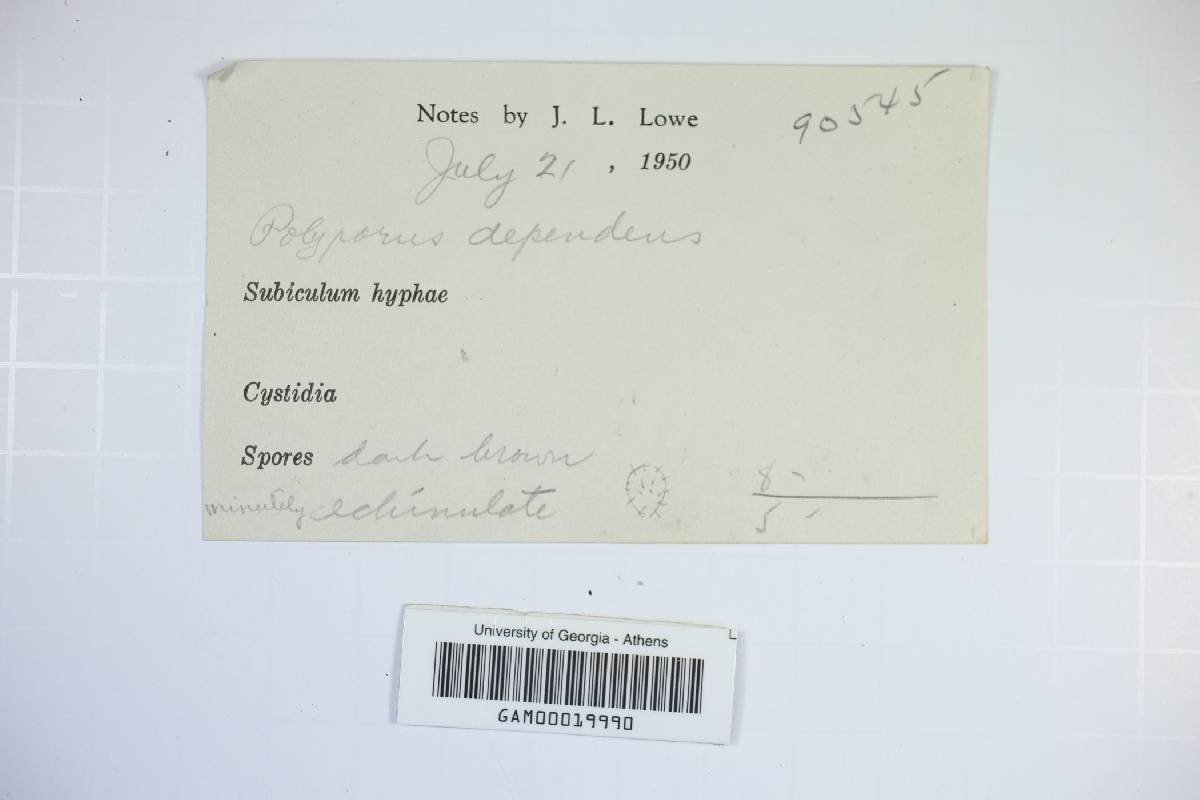 Notes by J. L. Lowe
90545
July 21, 1950
Polyporus dependens
Subiculum hyphae
Cystidia
Spores dark brown
minutely echinulate
8 -
5 -
University of Georgia - Athens
GAM00019990